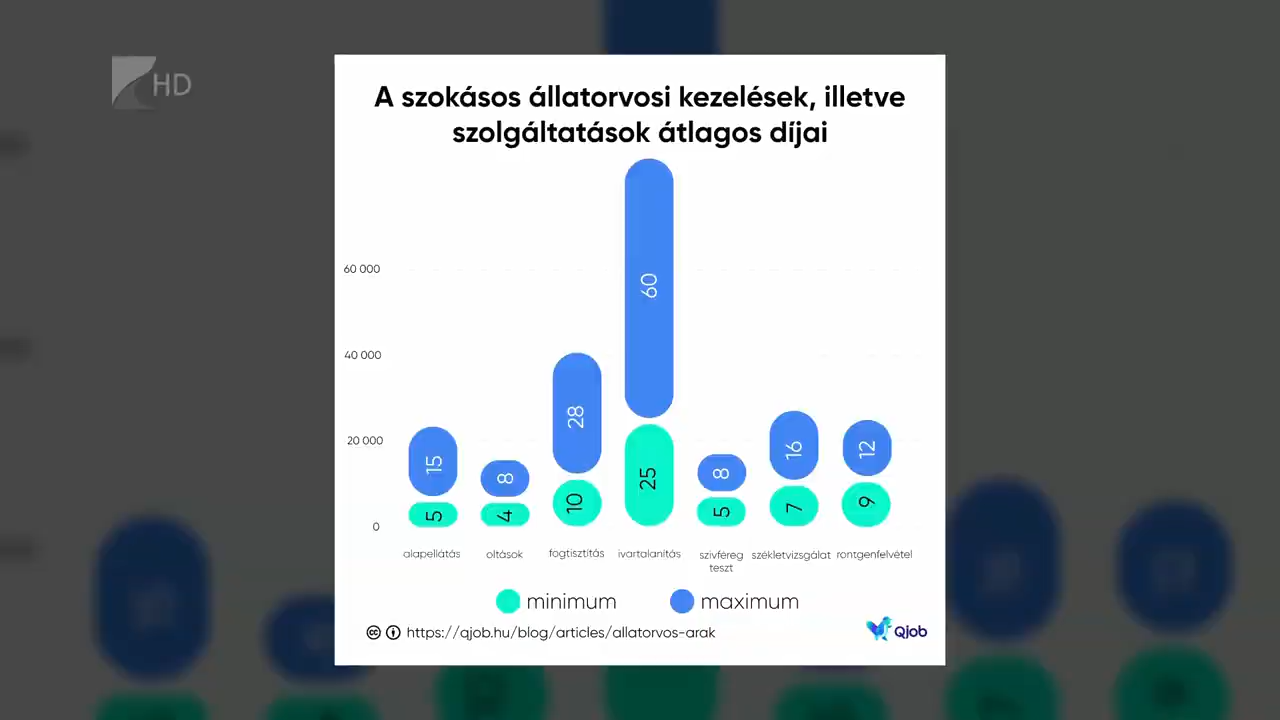 HD
A szokásos állatorvosi kezelések, illetve
szolgáltatások átlagos díjai
60 000
40 000
20 000
0
15
8
28
60
8
16
12
5
4
10
25
5
7
9
alapellátás
oltások
fogtisztítás
ivartalanítás
szívféreg
teszt
székletvizsgálat
rontgenfelvétel
minimum
maximum
https://qjob.hu/blog/articles/allatorvos-arak
Qjob